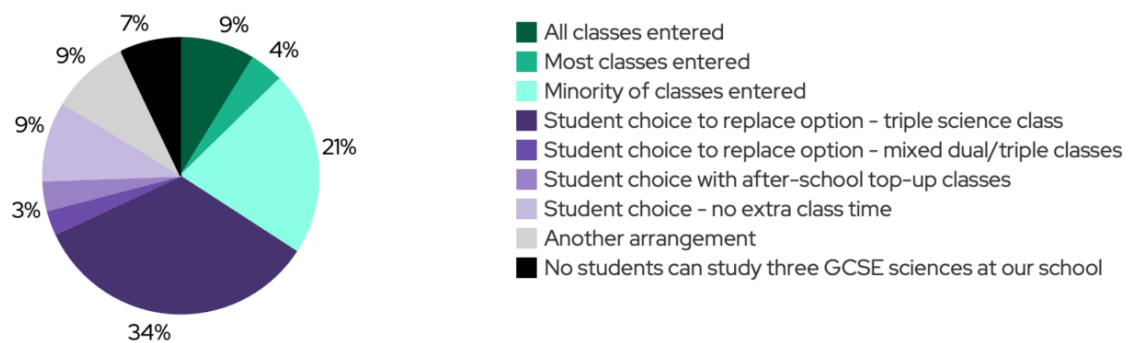 7%
9%
4%
9%
9%
21%
3%
34%
All classes entered
Most classes entered
Minority of classes entered
Student choice to replace option - triple science class
Student choice to replace option - mixed dual/triple classes
Student choice with after-school top-up classes
Student choice - no extra class time
Another arrangement
No students can study three GCSE sciences at our school